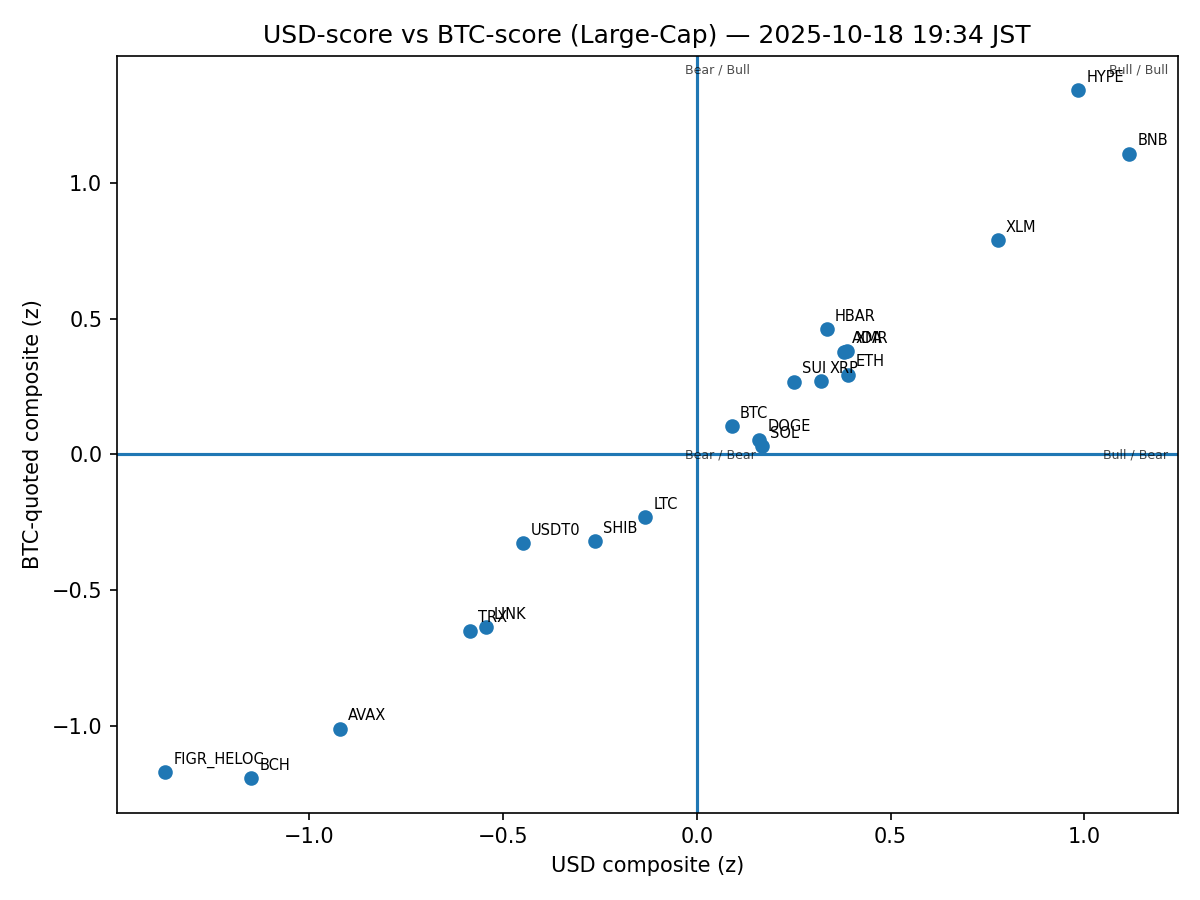 USD-score vs BTC-score (Large-Cap) — 2025-10-18 19:34 JST
Bear / Bull
Bull / Bull
HYPE
BNB
1.0
XLM
0.5
HBAR
ADA
XMR
ETH
SUI
XRP
BTC
DOGE
SOL
0.0
Bear / Bear
Bull / Bear
LTC
USDT0
SHIB
−0.5
LINK
TRX
AVAX
−1.0
FIGR_HELOC
BCH
−1.0
−0.5
0.0
0.5
1.0
USD composite (z)
BTC-quoted composite (z)